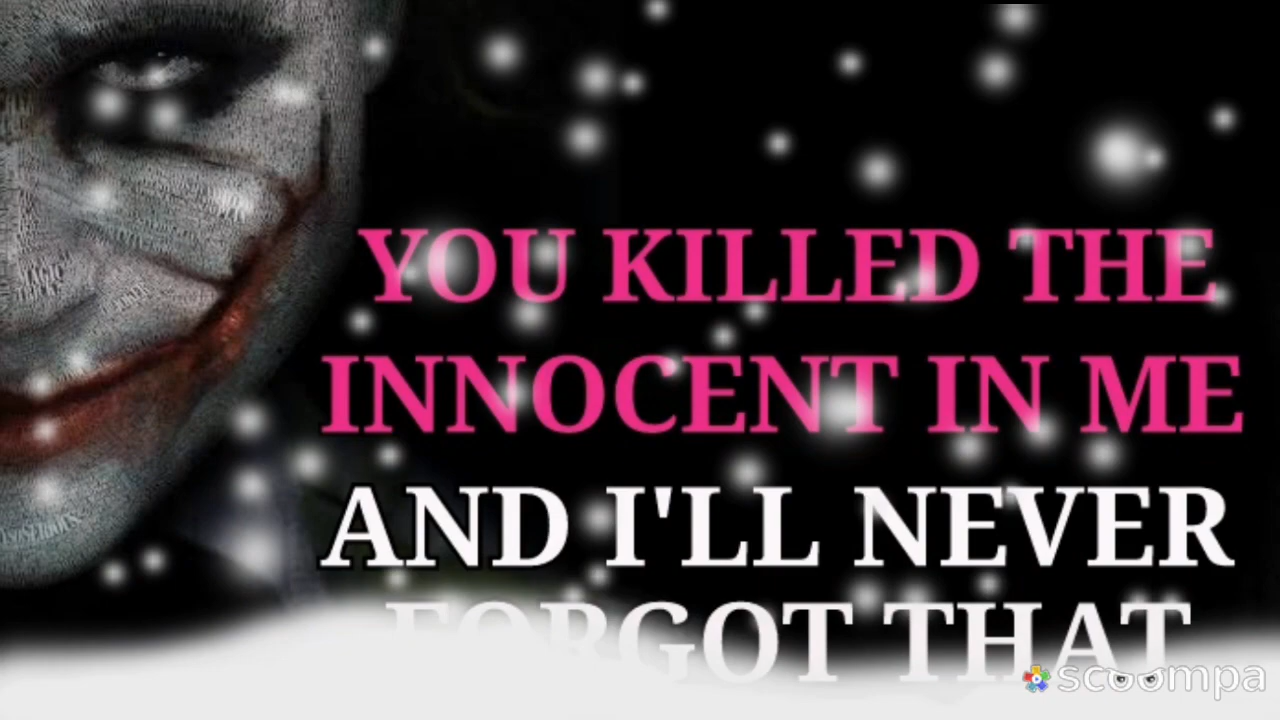 YOU KILLED THE
INNOCENT IN ME
AND I'LL NEVER
FORGOT THAT
scoompa